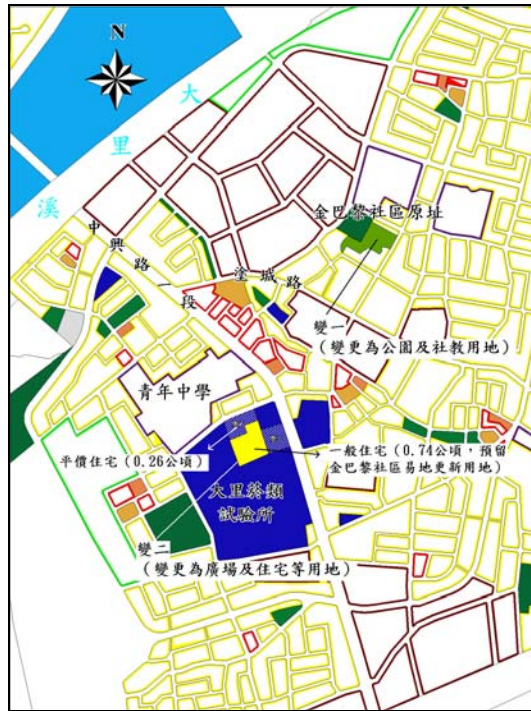 N
大里溪
金巴黎社區原址
中興路一段
塗城路
變一
(變更為公園及社教用地)
青年中學
平價住宅(0.26公頃)
一般住宅(0.74公頃,預留
金巴黎社區易地更新用地)
大里菸類
試驗所
變二
(變更為廣場及住宅等用地)